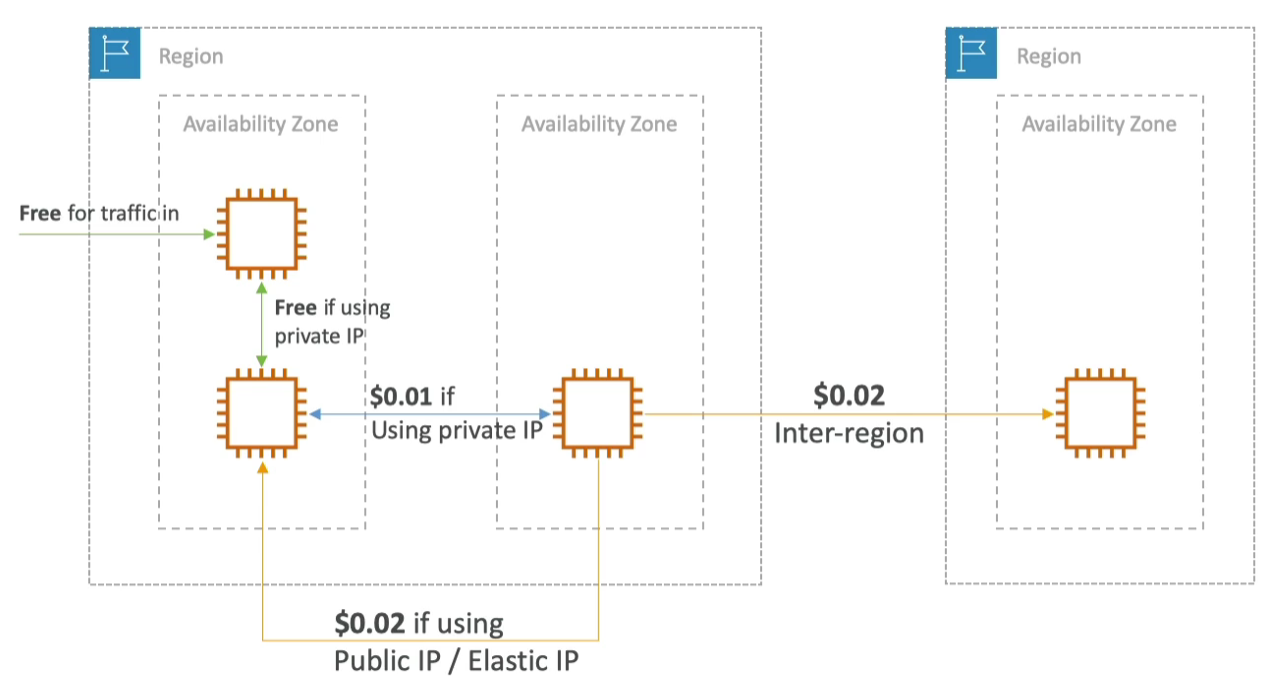 Region
Region
Availability Zone
Availability Zone
Availability Zone
Free for traffic in
Free if using
private IP
$0.01 if
Using private IP
$0.02
Inter-region
$0.02 if using
Public IP / Elastic IP